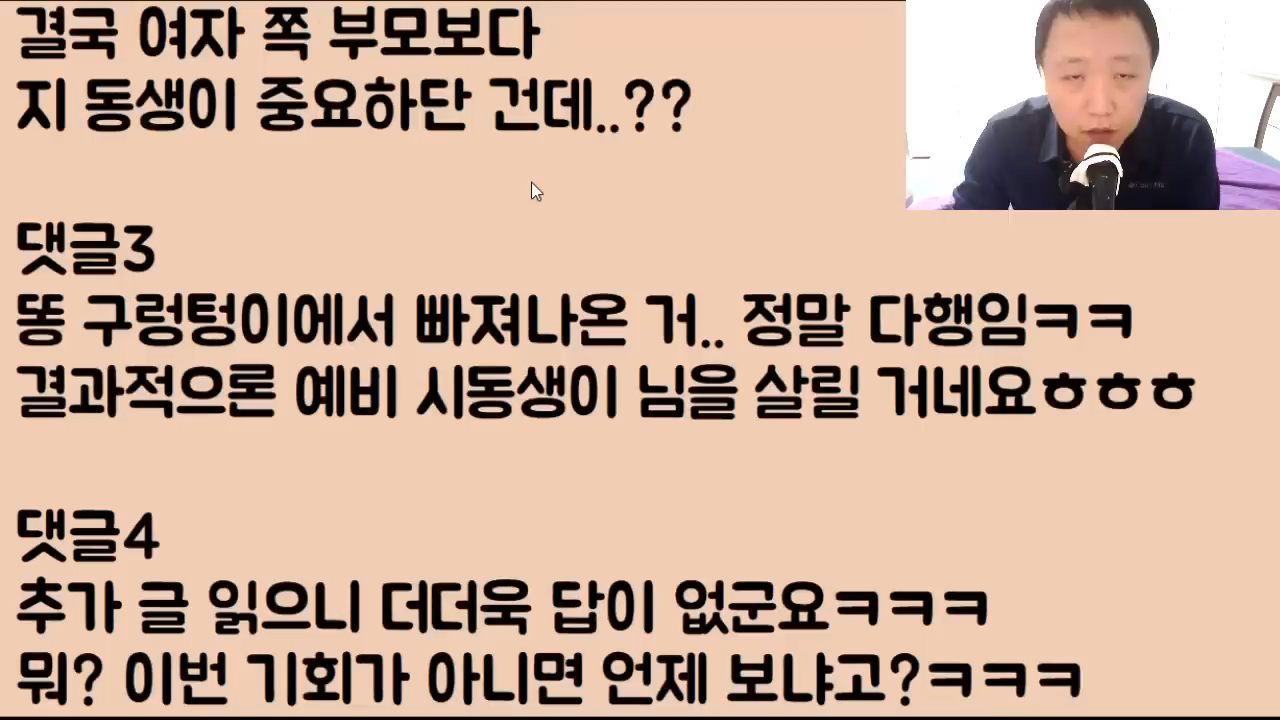 결국 여자 쪽 부모보다
지 동생이 중요하단 건데..??
댓글3
똥 구렁텅이에서 빠져나온 거.. 정말 다행임ㅋㅋ
결과적으론 예비 시동생이 님을 살릴 거네요ㅎㅎㅎ
댓글4
추가 글 읽으니 더더욱 답이 없군요ㅋㅋㅋ
뭐? 이번 기회가 아니면 언제 보냐고?ㅋㅋㅋ